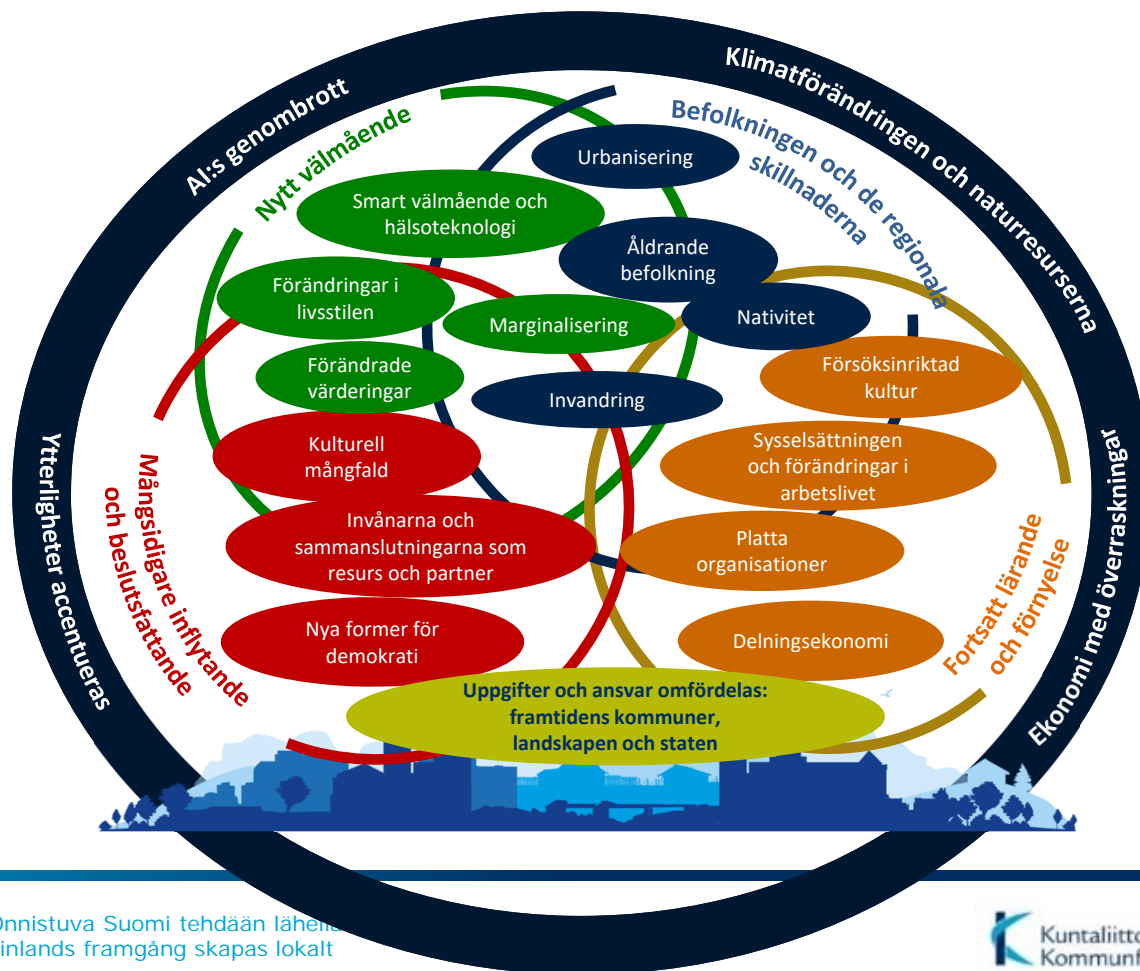 AI:s genombrott
Klimatförändringen och naturresurserna
Ytterligheter accentueras
Ekonomi med överraskningar
Nytt välmående
Befolkningen och de regionala
skillnaderna
Urbanisering
Smart välmående och
hälsoteknologi
Åldrande
befolkning
Förändringar i
livsstilen
Marginalisering
Nativitet
Förändrade
värderingar
Försöksinriktad
kultur
Invandring
Kulturell
mångfald
Sysselsättningen
och förändringar i
arbetslivet
Mångsidigare inflytande
och beslutsfattande
Invånarna och
sammanslutningarna som
resurs och partner
Platta
organisationer
Fortsatt lärande
och förnyelse
Nya former för
demokrati
Delningsekonomi
Uppgifter och ansvar omfördelas:
framtidens kommuner,
landskapen och staten
Onnistuva Suomi tehdään
inlands framgång skapas lokalt
Kuntaliitto